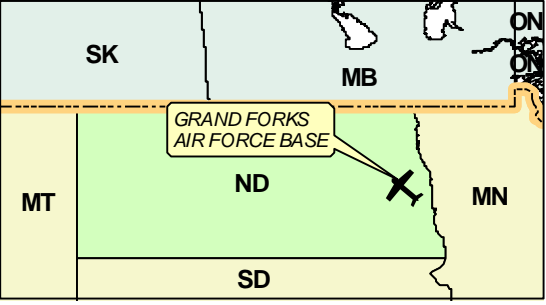 ON
SK
ON
MB
GRAND FORKS
AIR FORCE BASE
ND
MT
MN
SD